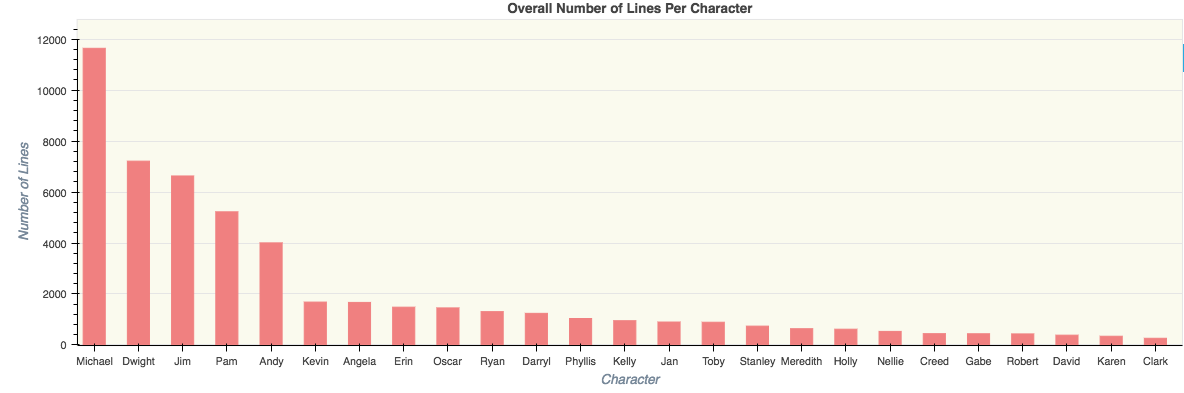 Overall Number of Lines Per Character
Number of Lines
12000
10000
8000
6000
4000
2000
0
Michael Dwight Jim Pam Andy Kevin Angela Erin Oscar Ryan Darryl Phyllis Kelly Jan Toby Stanley Meredith Holly Nellie Creed Gabe Robert David Karen Clark
Character